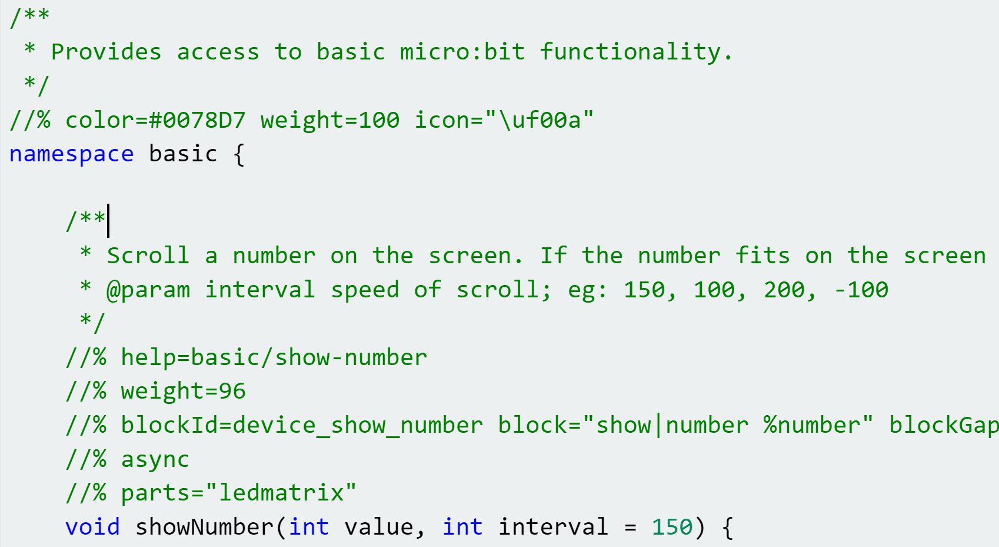 /**
 * Provides access to basic micro:bit functionality.
 */
//% color=#0078D7 weight=100 icon="\uf00a"
namespace basic {

    /**
     * Scroll a number on the screen. If the number fits on the screen
     * @param interval speed of scroll; eg: 150, 100, 200, -100
     */
    //% help=basic/show-number
    //% weight=96
    //% blockId=device_show_number block="show|number %number" blockGap
    //% async
    //% parts="ledmatrix"
    void showNumber(int value, int interval = 150) {